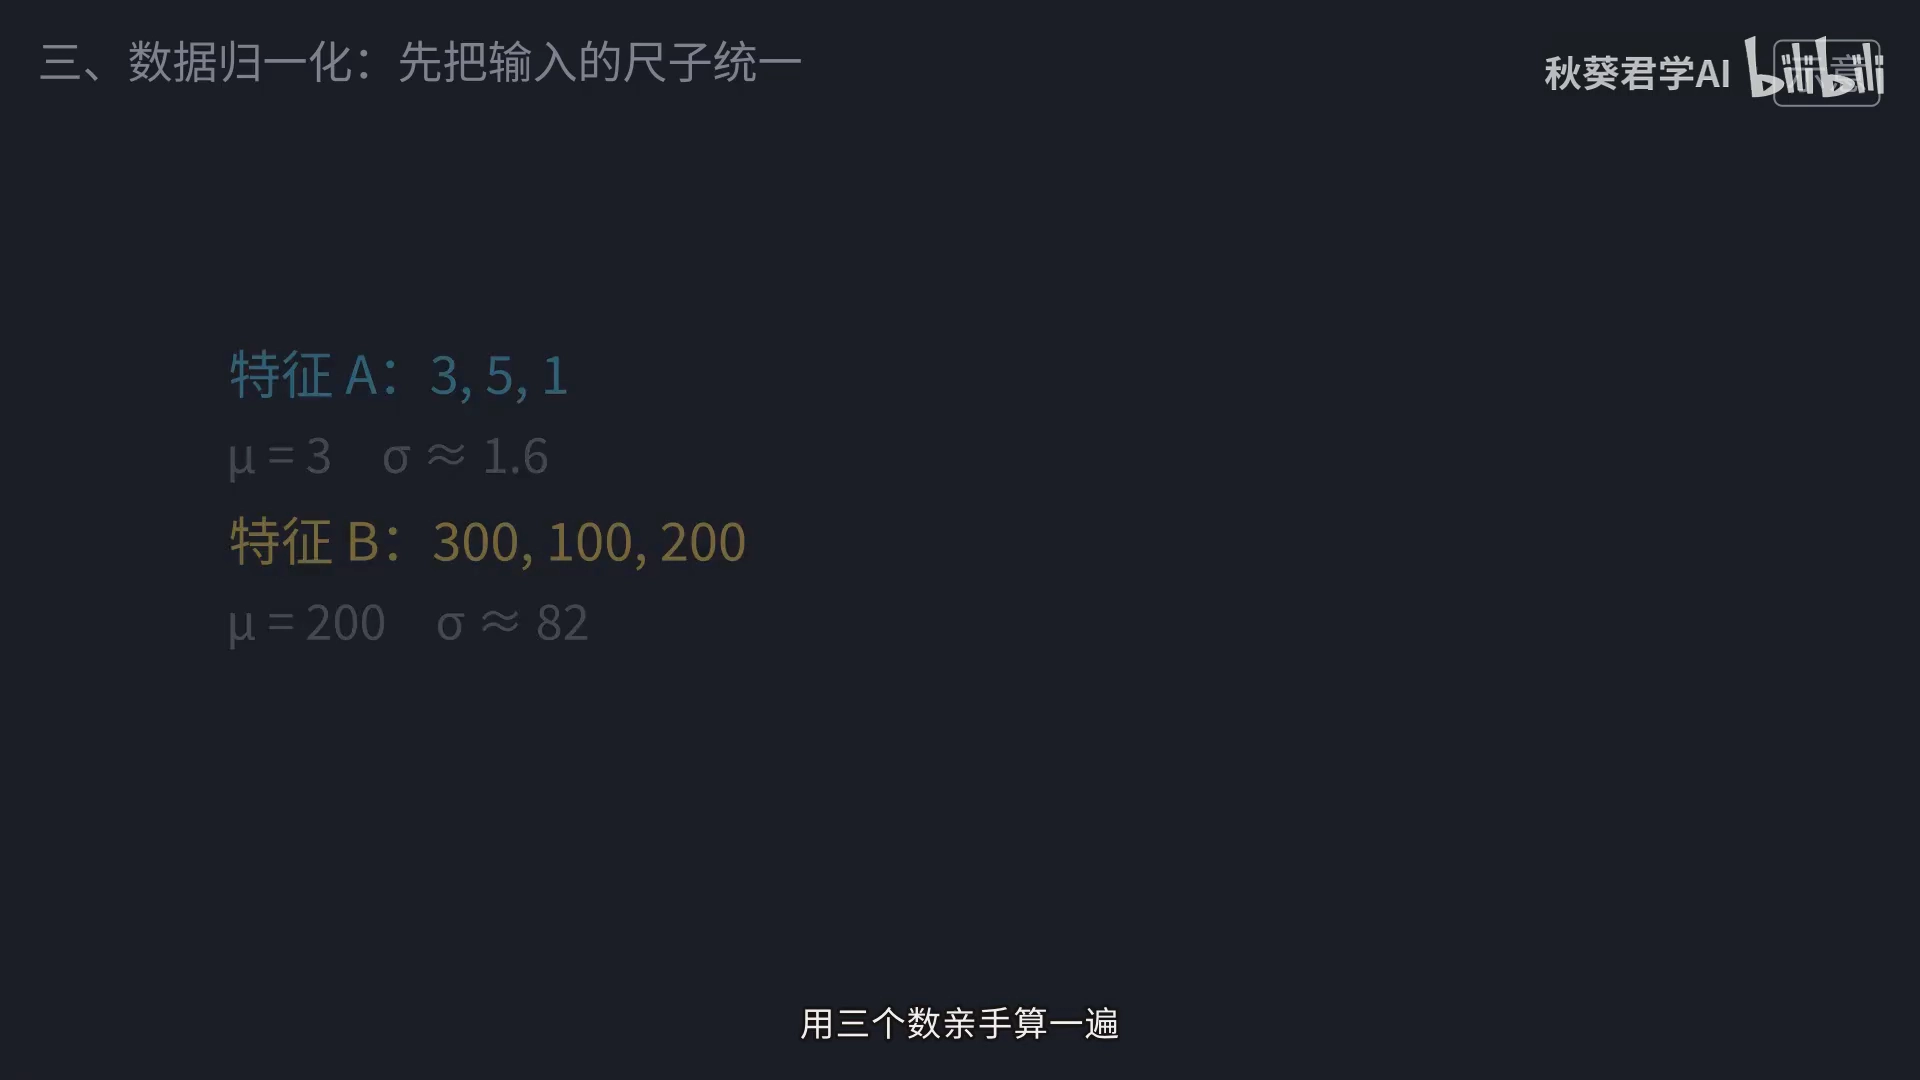 三、数据归一化：先把输入的尺子统一
秋葵君学AI bilibili
特征 A：3, 5, 1
μ = 3 σ ≈ 1.6
特征 B：300, 100, 200
μ = 200 σ ≈ 82
用三个数亲手算一遍